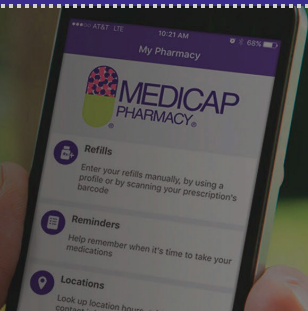 AT&T LTE 10:21 AM 68%
My Pharmacy
MEDICAP
PHARMACY®
Refills
Enter your refills manually, by using a
profile or by scanning your prescription's
barcode
Reminders
Help remember when it's time to take your
medications
Locations
Look up location hours